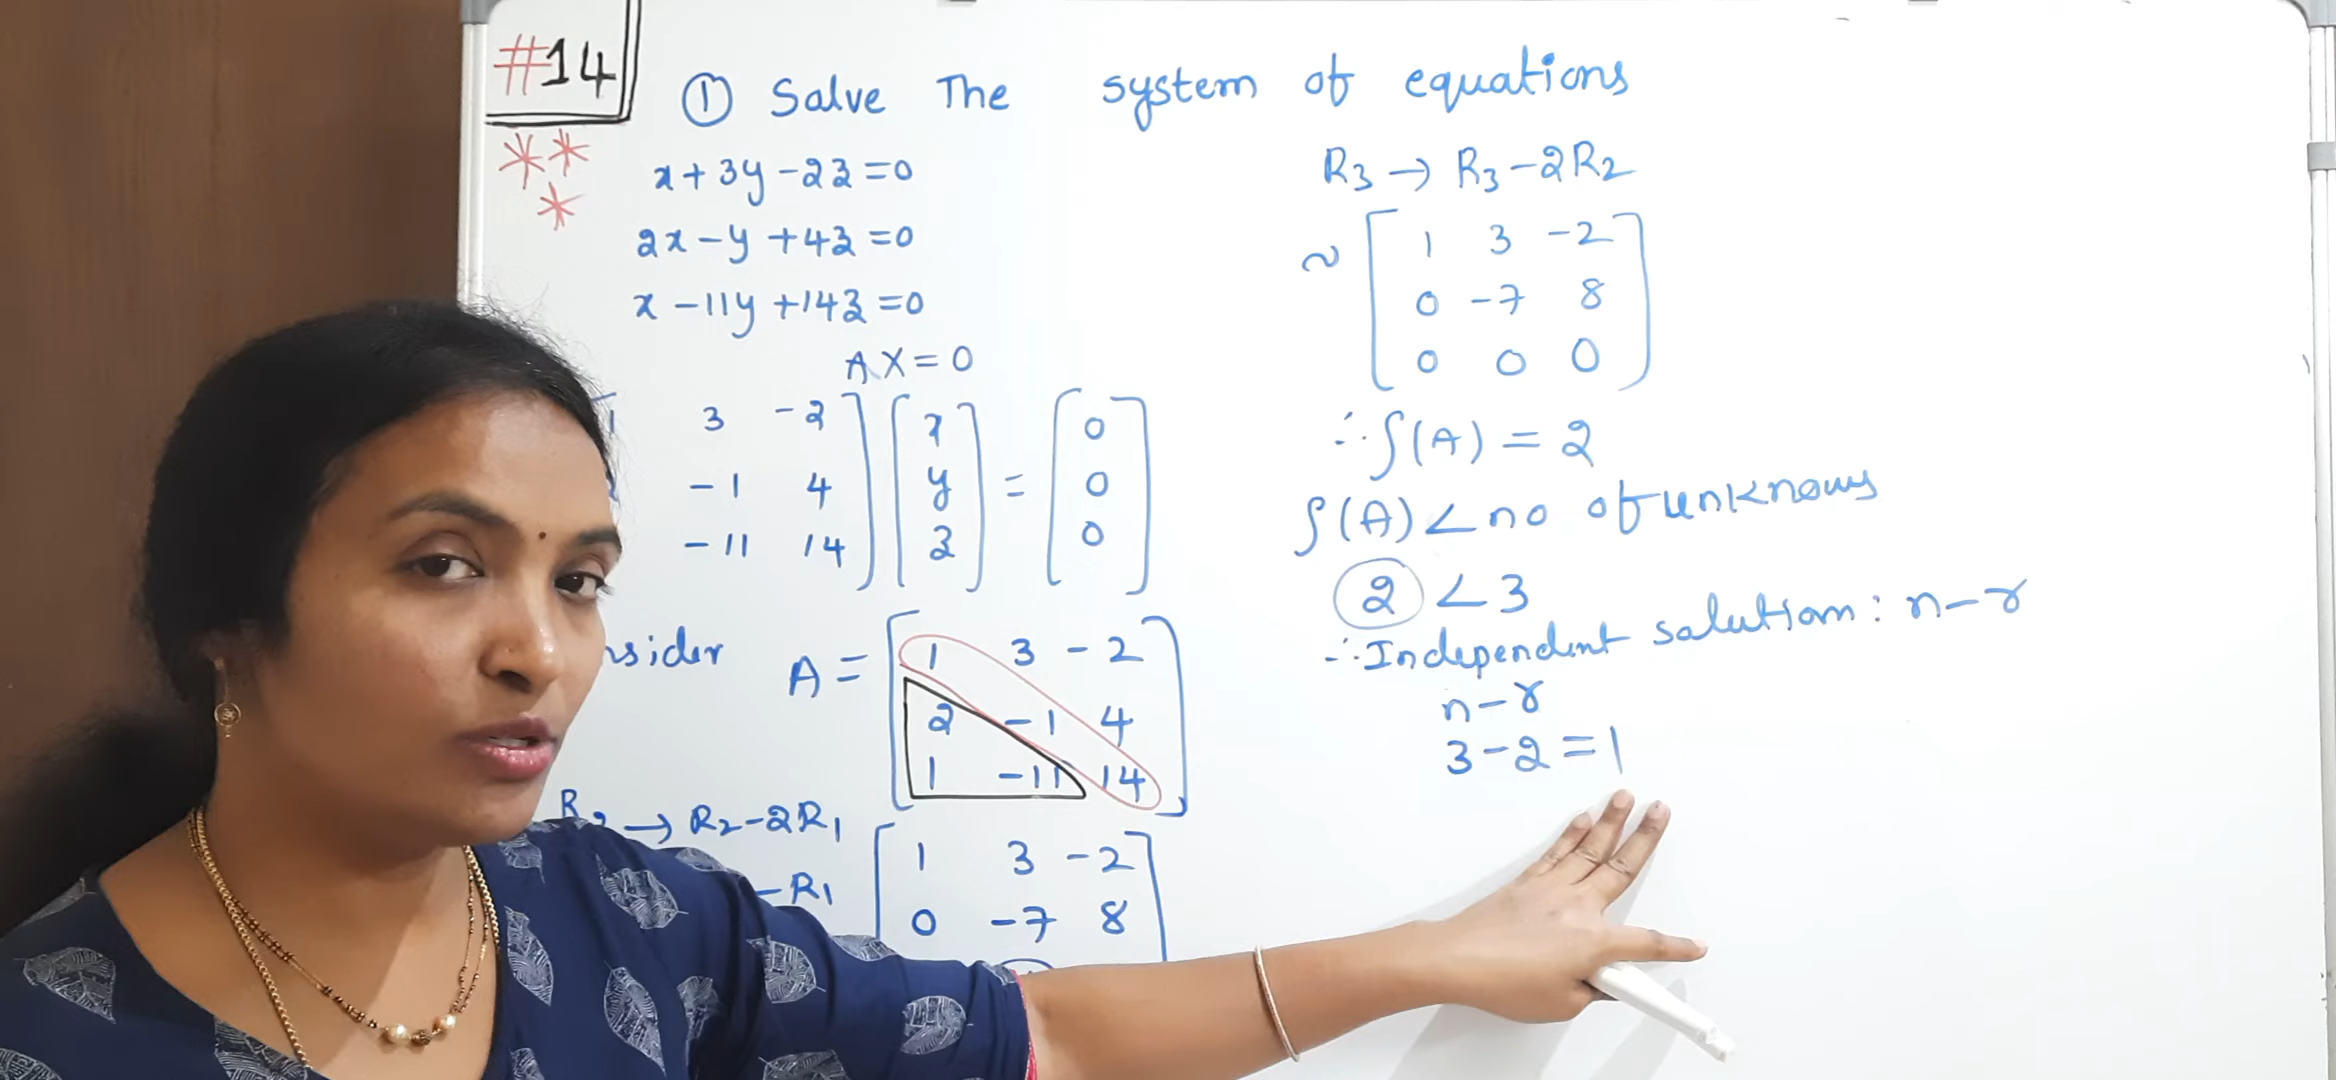 #14
① Solve The system of equations
x + 3y - 2z = 0
2x - y + 4z = 0
x - 11y + 14z = 0
AX = 0
1 3 -2 x 0
-1 4 y = 0
-11 14 z 0
nsider A = 1 3 -2
2 -1 4
1 -11 14
R2 → R2 - 2R1
- R1
1 3 -2
0 -7 8
R3 → R3 - 2R2
~ 1 3 -2
0 -7 8
0 0 0
∴ ρ(A) = 2
ρ(A) < no of unknows
2 < 3
∴ Independent solution : n - r
n - r
3 - 2 = 1